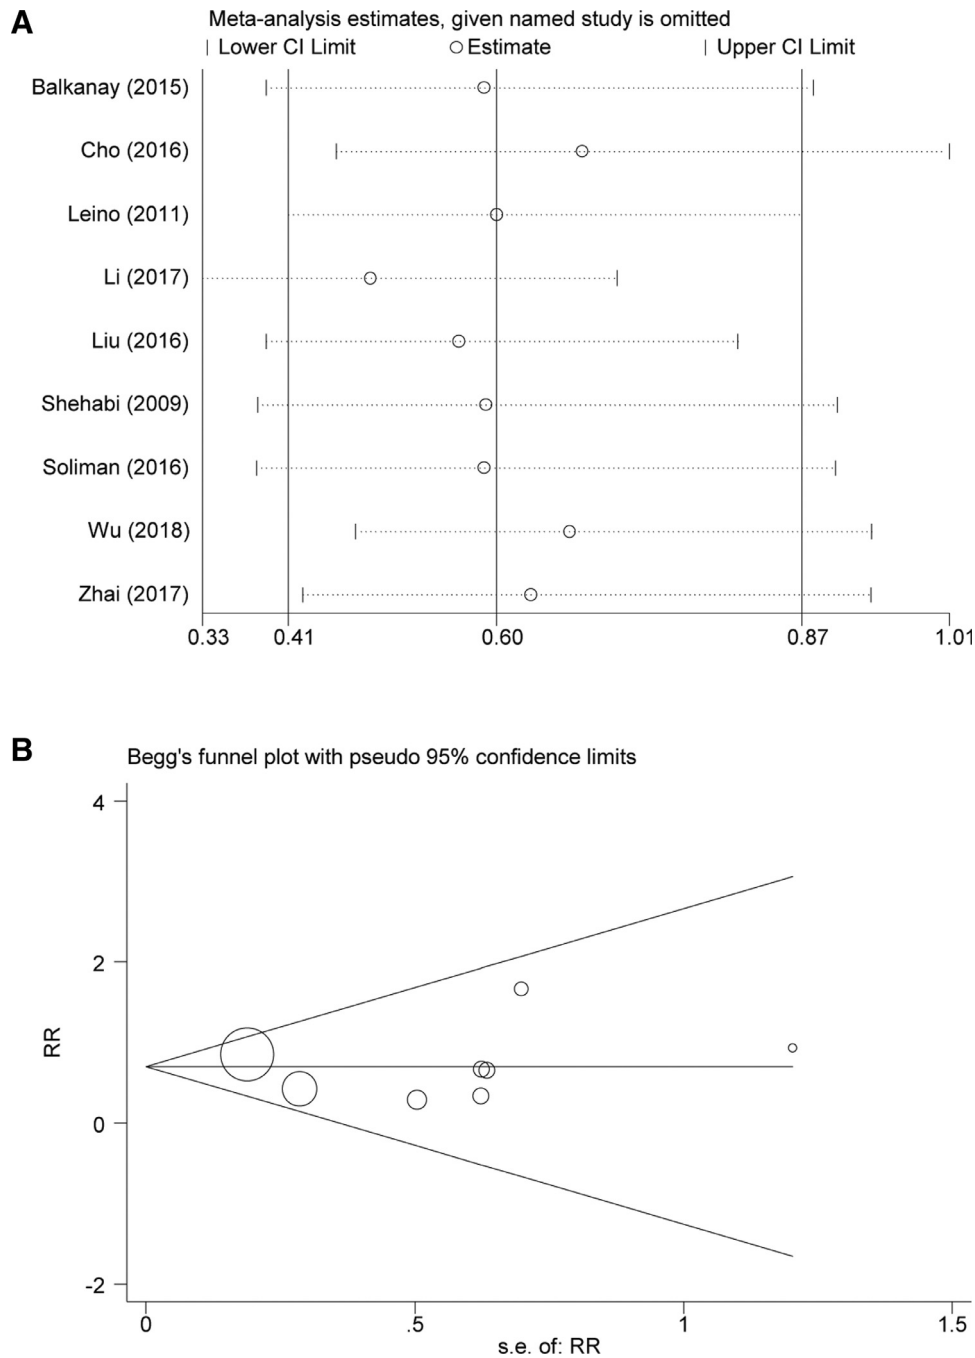 A
Meta-analysis estimates, given named study is omitted
Lower CI Limit Estimate Upper CI Limit
Balkanay (2015)
Cho (2016)
Leino (2011)
Li (2017)
Liu (2016)
Shehabi (2009)
Soliman (2016)
Wu (2018)
Zhai (2017)
0.33 0.41 0.60 0.87 1.01
B
Begg's funnel plot with pseudo 95% confidence limits
4
2
RR
0
-2
0 .5 1 1.5
s.e. of: RR